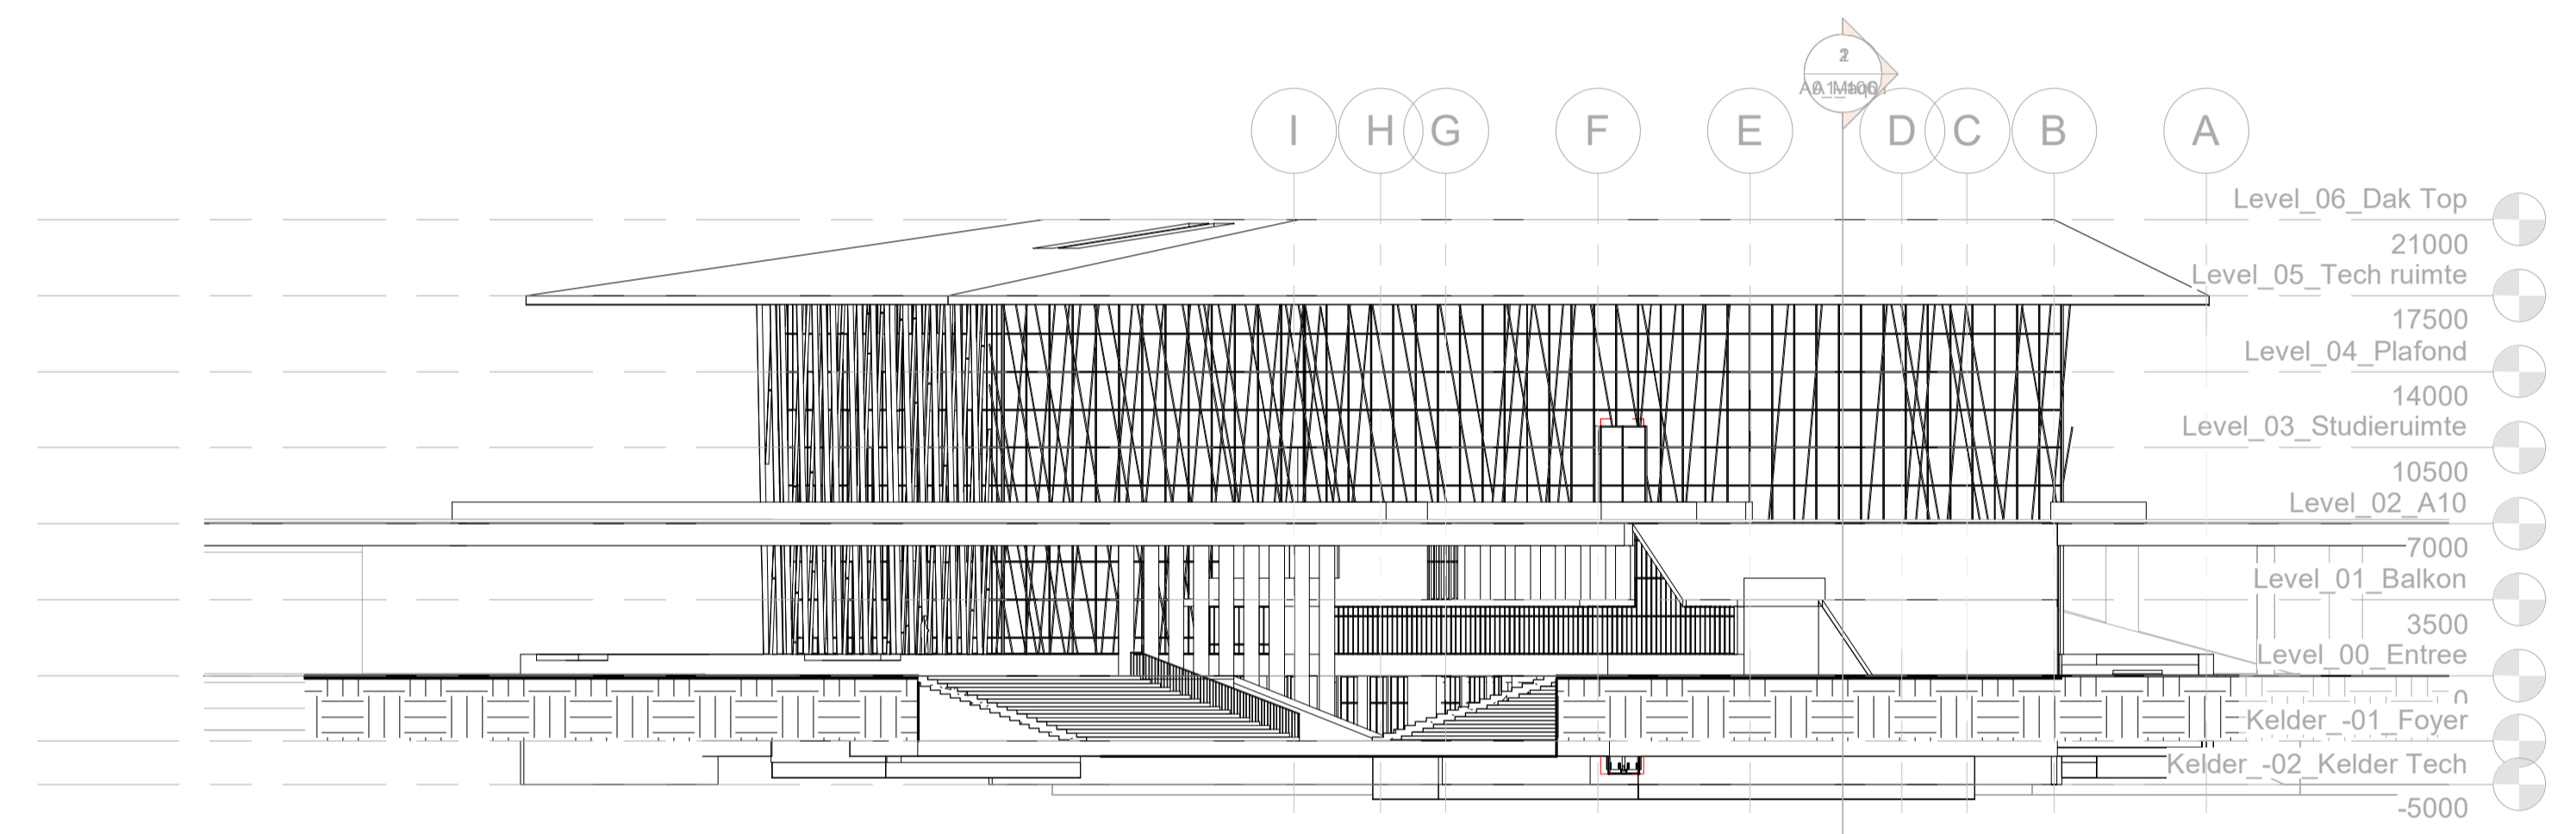 2
I H G F E D C B A
Level_06_Dak Top
21000
Level_05_Tech ruimte
17500
Level_04_Plafond
14000
Level_03_Studieruimte
10500
Level_02_A10
7000
Level_01_Balkon
3500
Level_00_Entree
0
Kelder_-01_Foyer
Kelder_-02_Kelder Tech
-5000